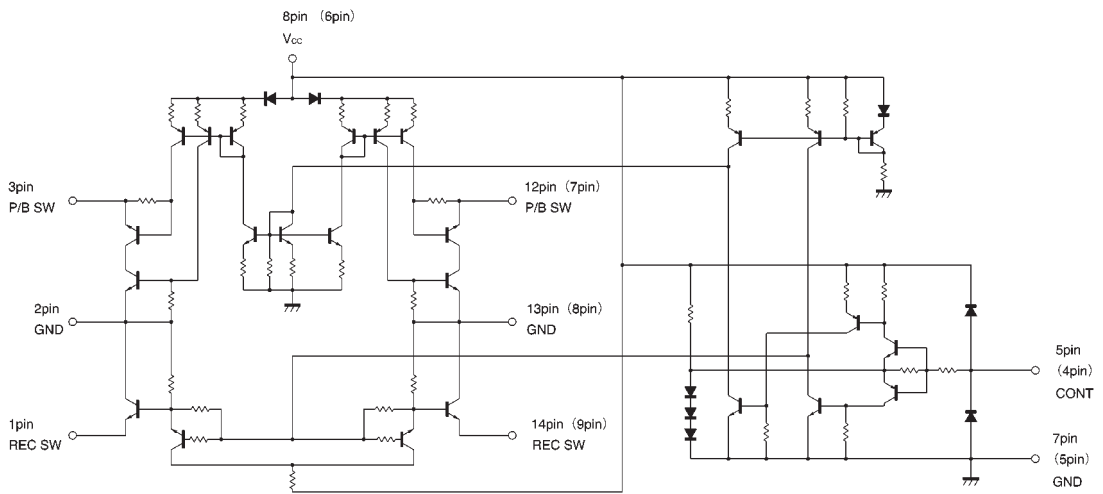 8pin (6pin)
VCC
3pin
P/B SW
12pin (7pin)
P/B SW
2pin
GND
13pin (8pin)
GND
5pin
(4pin)
CONT
1pin
REC SW
14pin (9pin)
REC SW
7pin
(5pin)
GND